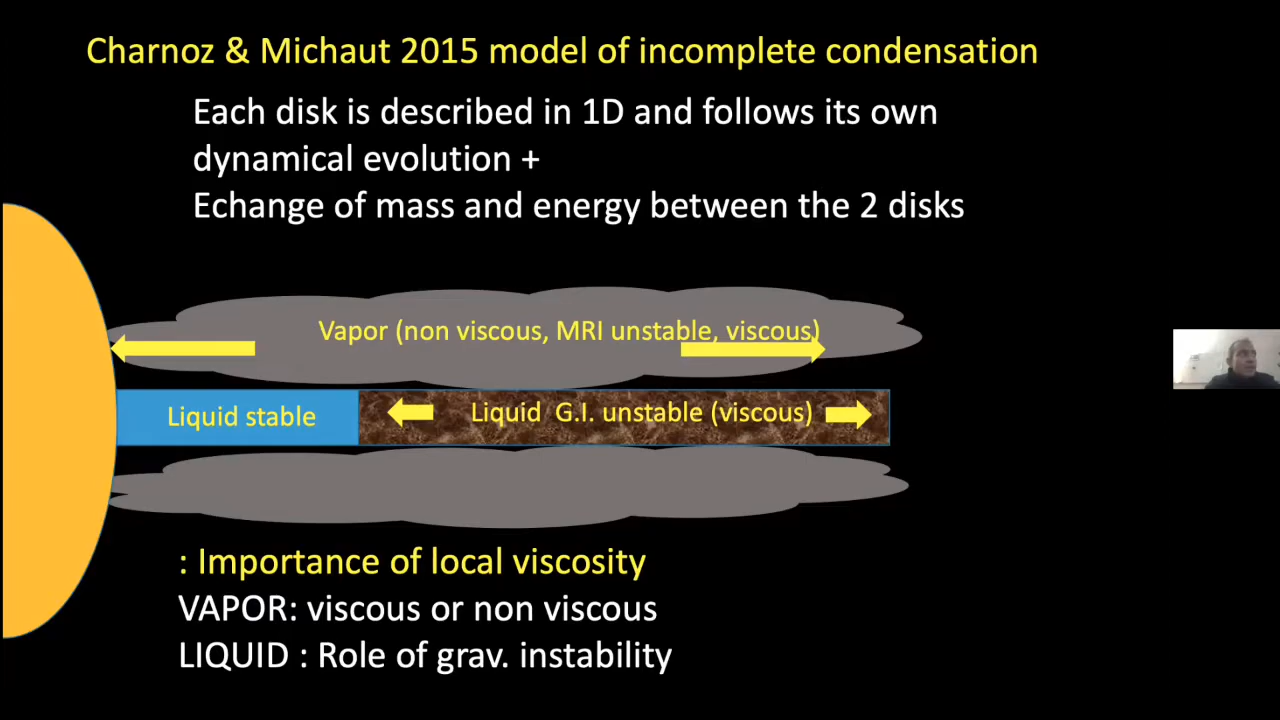 Charnoz & Michaut 2015 model of incomplete condensation
Each disk is described in 1D and follows its own
dynamical evolution +
Echange of mass and energy between the 2 disks
Vapor (non viscous, MRI unstable, viscous)
Liquid stable
Liquid G.I. unstable (viscous)
: Importance of local viscosity
VAPOR: viscous or non viscous
LIQUID : Role of grav. instability